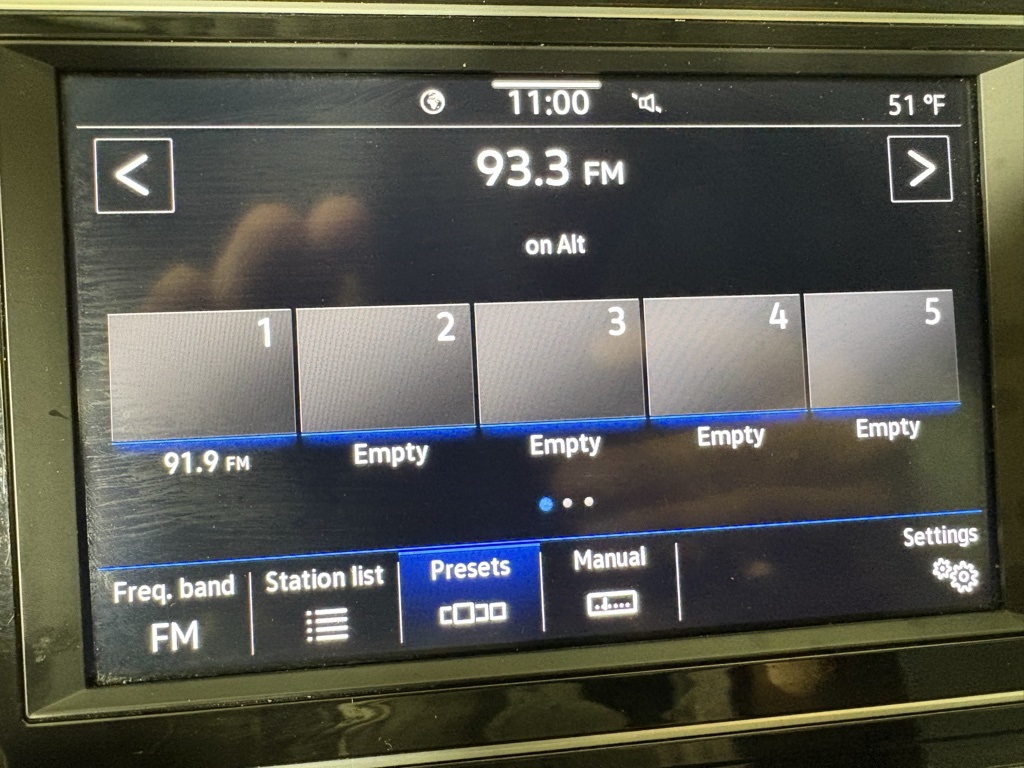 11:00
51 °F
<
93.3 FM
>
on Alt
1
2
3
4
5
91.9 FM
Empty
Empty
Empty
Empty
Freq. band
FM
Station list
Presets
Manual
Settings